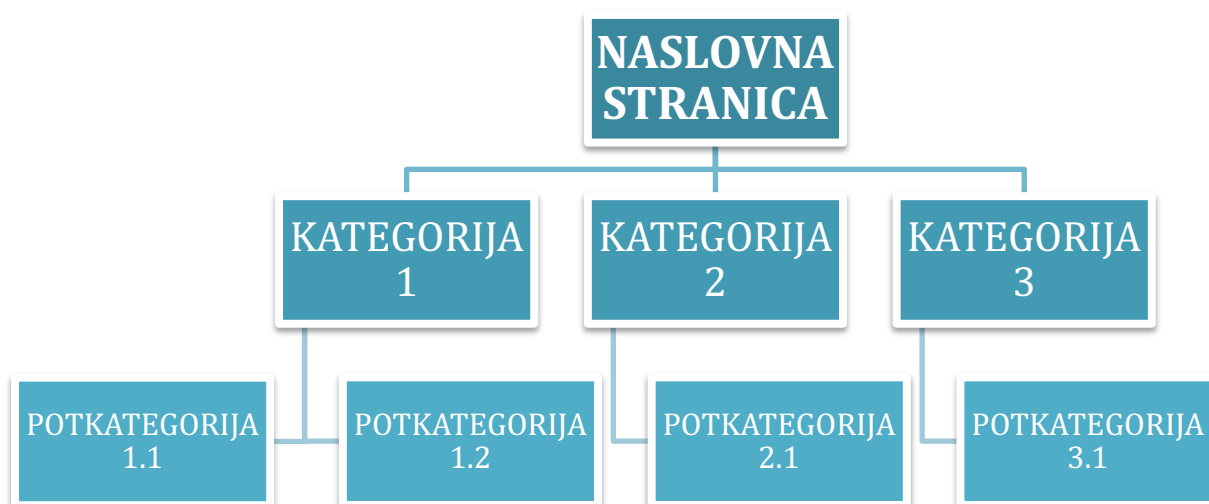 NASLOVNA
STRANICA
KATEGORIJA
1
KATEGORIJA
2
KATEGORIJA
3
POTKATEGORIJA
1.1
POTKATEGORIJA
1.2
POTKATEGORIJA
2.1
POTKATEGORIJA
3.1